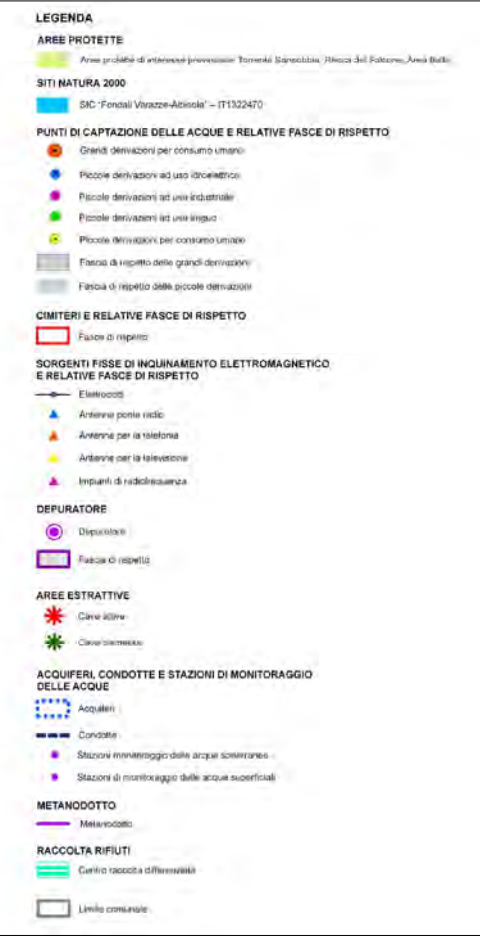 LEGENDA
AREE PROTETTE
Aree protette di interesse provinciale: Torrente Sansobbia, Rocca dei Falconi, Area Bello
SITI NATURA 2000
SIC "Fondali Varazze-Albisola" – IT1322470
PUNTI DI CAPTAZIONE DELLE ACQUE E RELATIVE FASCE DI RISPETTO
Grandi derivazioni per consumo umano
Piccole derivazioni ad uso idroelettrico
Piccole derivazioni ad uso industriale
Piccole derivazioni ad uso irriguo
Piccole derivazioni per consumo umano
Fascia di rispetto delle grandi derivazioni
Fascia di rispetto delle piccole derivazioni
CIMITERI E RELATIVE FASCE DI RISPETTO
Fasce di rispetto
SORGENTI FISSE DI INQUINAMENTO ELETTROMAGNETICO
E RELATIVE FASCE DI RISPETTO
Elettrodotti
Antenne ponte radio
Antenne per la telefonia
Antenne per la televisione
Impianti di radiofrequenza
DEPURATORE
Depuratore
Fascia di rispetto
AREE ESTRATTIVE
Cave attive
Cave dismesse
ACQUIFERI, CONDOTTE E STAZIONI DI MONITORAGGIO
DELLE ACQUE
Acquiferi
Condotte
Stazioni monitoraggio delle acque sotterranee
Stazioni di monitoraggio delle acque superficiali
METANODOTTO
Metanodotto
RACCOLTA RIFIUTI
Centro raccolta differenziata
Limite comunale